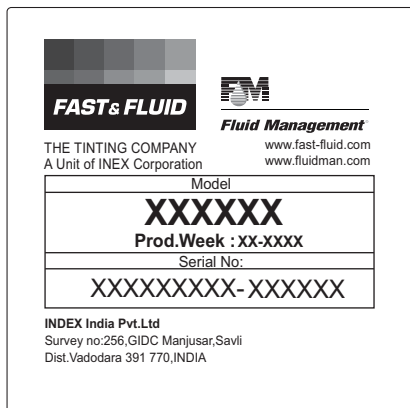 FAST & FLUID
FM
Fluid Management
THE TINTING COMPANY
A Unit of INEX Corporation
www.fast-fluid.com
www.fluidman.com
Model
XXXXXX
Prod.Week : XX-XXXX
Serial No:
XXXXXXXXX-XXXXXX
INDEX India Pvt.Ltd
Survey no:256,GIDC Manjusar,Savli
Dist.Vadodara 391 770,INDIA